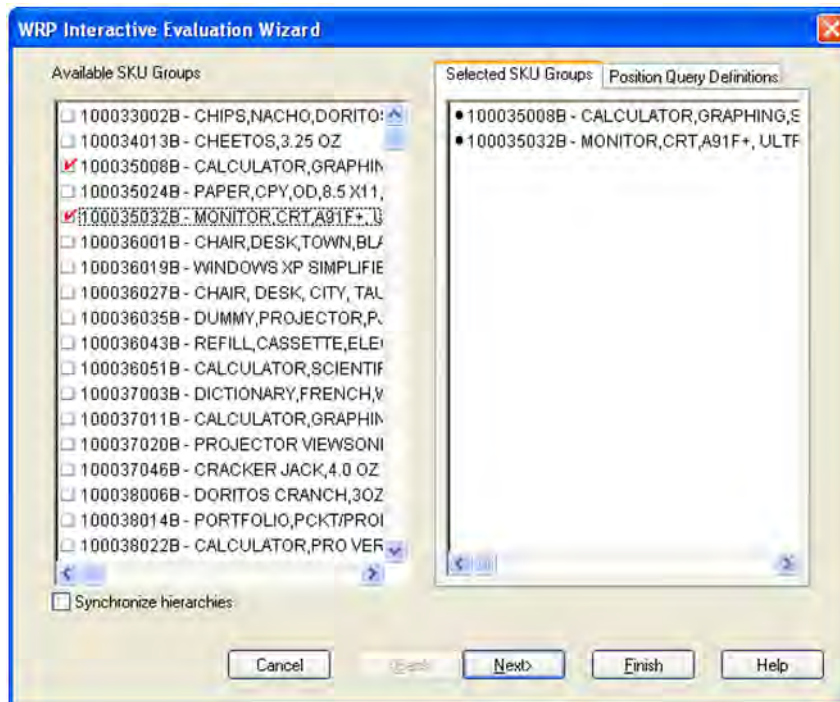 WRP Interactive Evaluation Wizard
Available SKU Groups
100033002B - CHIPS,NACHO,DORITO
100034013B - CHEETOS,3.25 OZ
100035008B - CALCULATOR,GRAPHIN
100035024B - PAPER,CPY,OD,8.5 X11,
100035032B - MONITOR,CRT,A91F+, U
100036001B - CHAIR,DESK,TOWN,BLA
100036019B - WINDOWS XP SIMPLIFIE
100036027B - CHAIR, DESK, CITY, TAU
100036035B - DUMMY,PROJECTOR,P
100036043B - REFILL,CASSETTE,ELE
100036051B - CALCULATOR,SCIENTIF
100037003B - DICTIONARY,FRENCH,
100037011B - CALCULATOR,GRAPHIN
100037020B - PROJECTOR VIEWSONI
100037046B - CRACKER JACK,4.0 OZ
100038006B - DORITOS CRANCH,3OZ
100038014B - PORTFOLIO,PCKT/PRO
100038022B - CALCULATOR,PRO VER
Synchronize hierarchies
Selected SKU Groups Position Query Definitions
100035008B - CALCULATOR,GRAPHING,S
100035032B - MONITOR,CRT,A91F+, ULTR
Cancel <Back Next> Finish Help